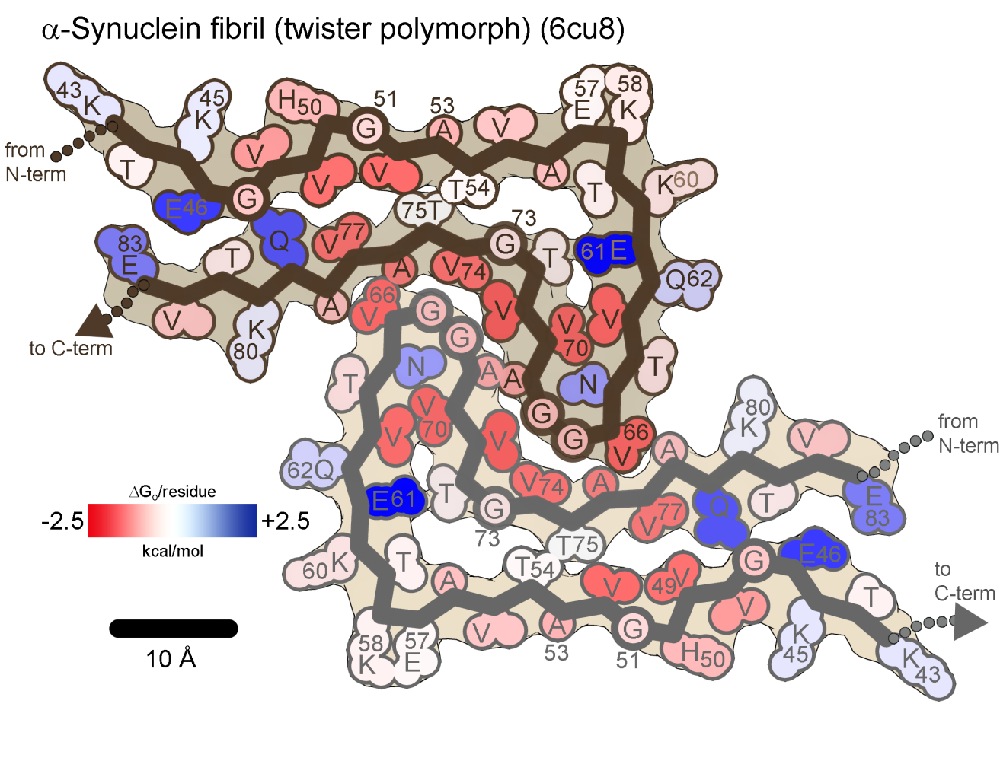 α-Synuclein fibril (twister polymorph) (6cu8)
43 K
45
K
H50
51
G
53
A
V
57
E
58
K
from
N-term
T
V
V
V
T54
A
T
K60
E46
G
75T
73
83
E
T
Q
V77
G
T
61E
Q62
A
V74
V
A
66
V
G
V
V
70
V
to C-term
K
80
G
T
N
A
A
N
T
G
G
66
V
80
K
V
from
N-term
V
70
V
V
A
62Q
V74
A
E61
T
G
73
V77
Q
T
E
83
ΔG₀/residue
-2.5
+2.5
kcal/mol
T75
60K
T
T54
A
V
49V
G
E46
to
C-term
T
V
58
K
57
E
V
A
53
G
51
H50
K
45
K
43
10 Å